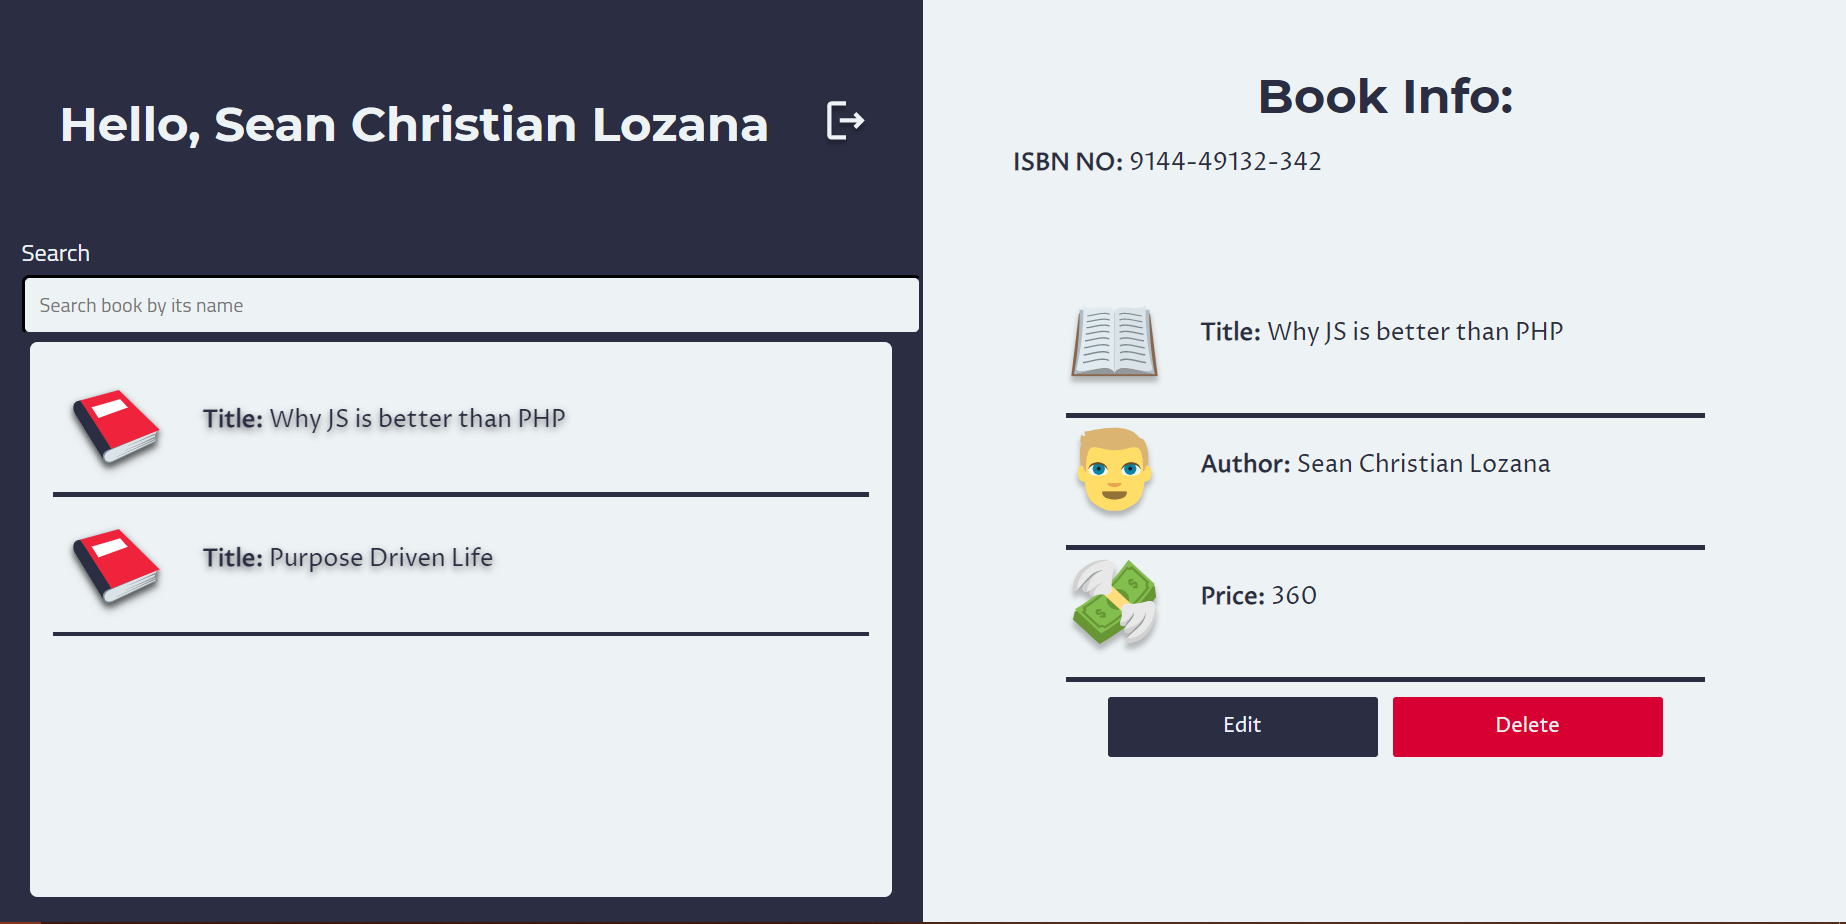 Hello, Sean Christian Lozana
Search
Search book by its name
Title: Why JS is better than PHP
Title: Purpose Driven Life
Book Info:
ISBN NO: 9144-49132-342
Title: Why JS is better than PHP
Author: Sean Christian Lozana
Price: 360
Edit
Delete